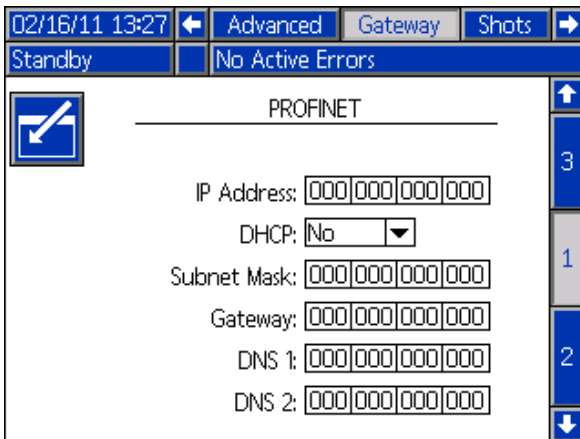 02/16/11 13:27 Advanced Gateway Shots
Standby No Active Errors
PROFINET
3
IP Address: 000 000 000 000
DHCP: No
1
Subnet Mask: 000 000 000 000
Gateway: 000 000 000 000
DNS 1: 000 000 000 000
2
DNS 2: 000 000 000 000